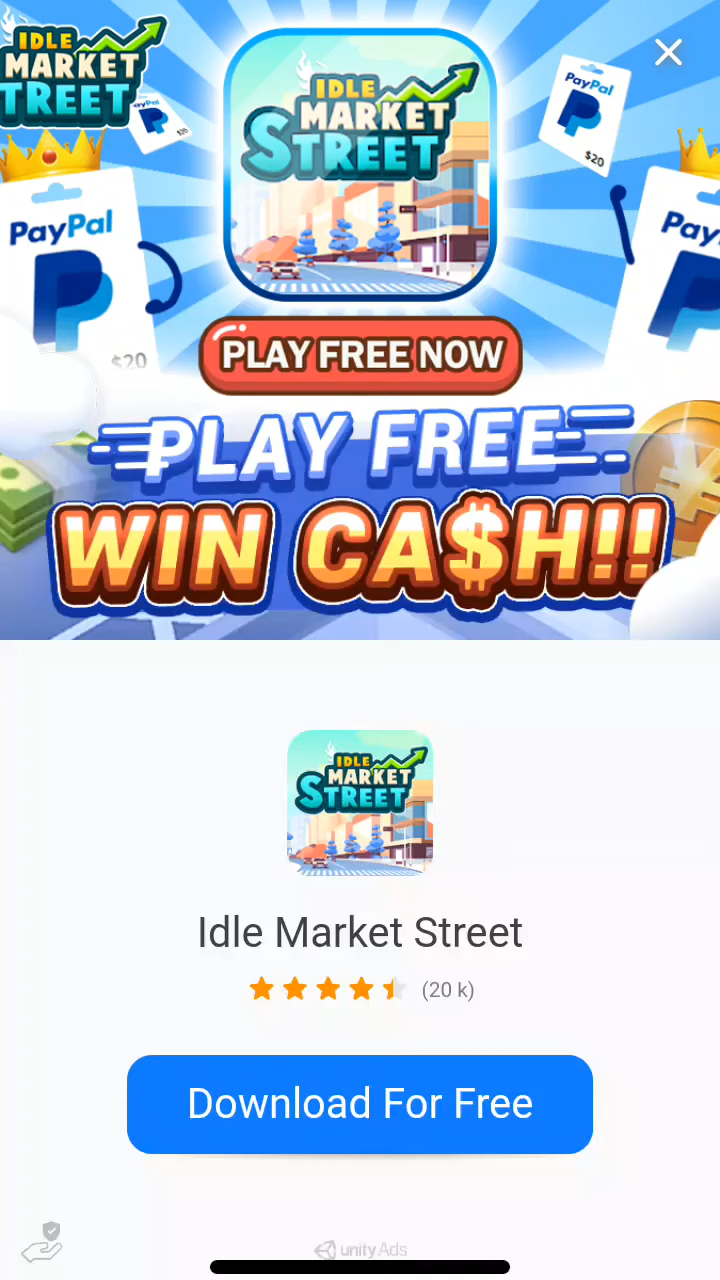 IDLE
MARKET
STREET
IDLE
MARKET
STREET
PayPal
$20
PayPal
$20
PayPal
$20
PLAY FREE NOW
PLAY FREE
WIN CA$H!!
IDLE
MARKET
STREET
Idle Market Street
(20 k)
Download For Free
unity Ads